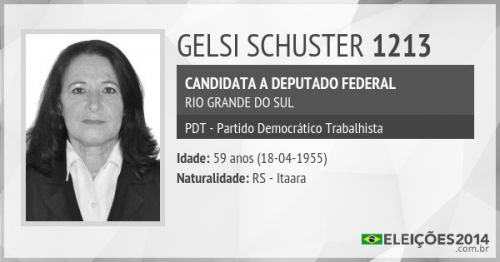 GELSI SCHUSTER 1213
CANDIDATA A DEPUTADO FEDERAL
RIO GRANDE DO SUL
PDT - Partido Democrático Trabalhista
Idade: 59 anos (18-04-1955)
Naturalidade: RS - Itaara
ELEIÇÕES2014
.com.br